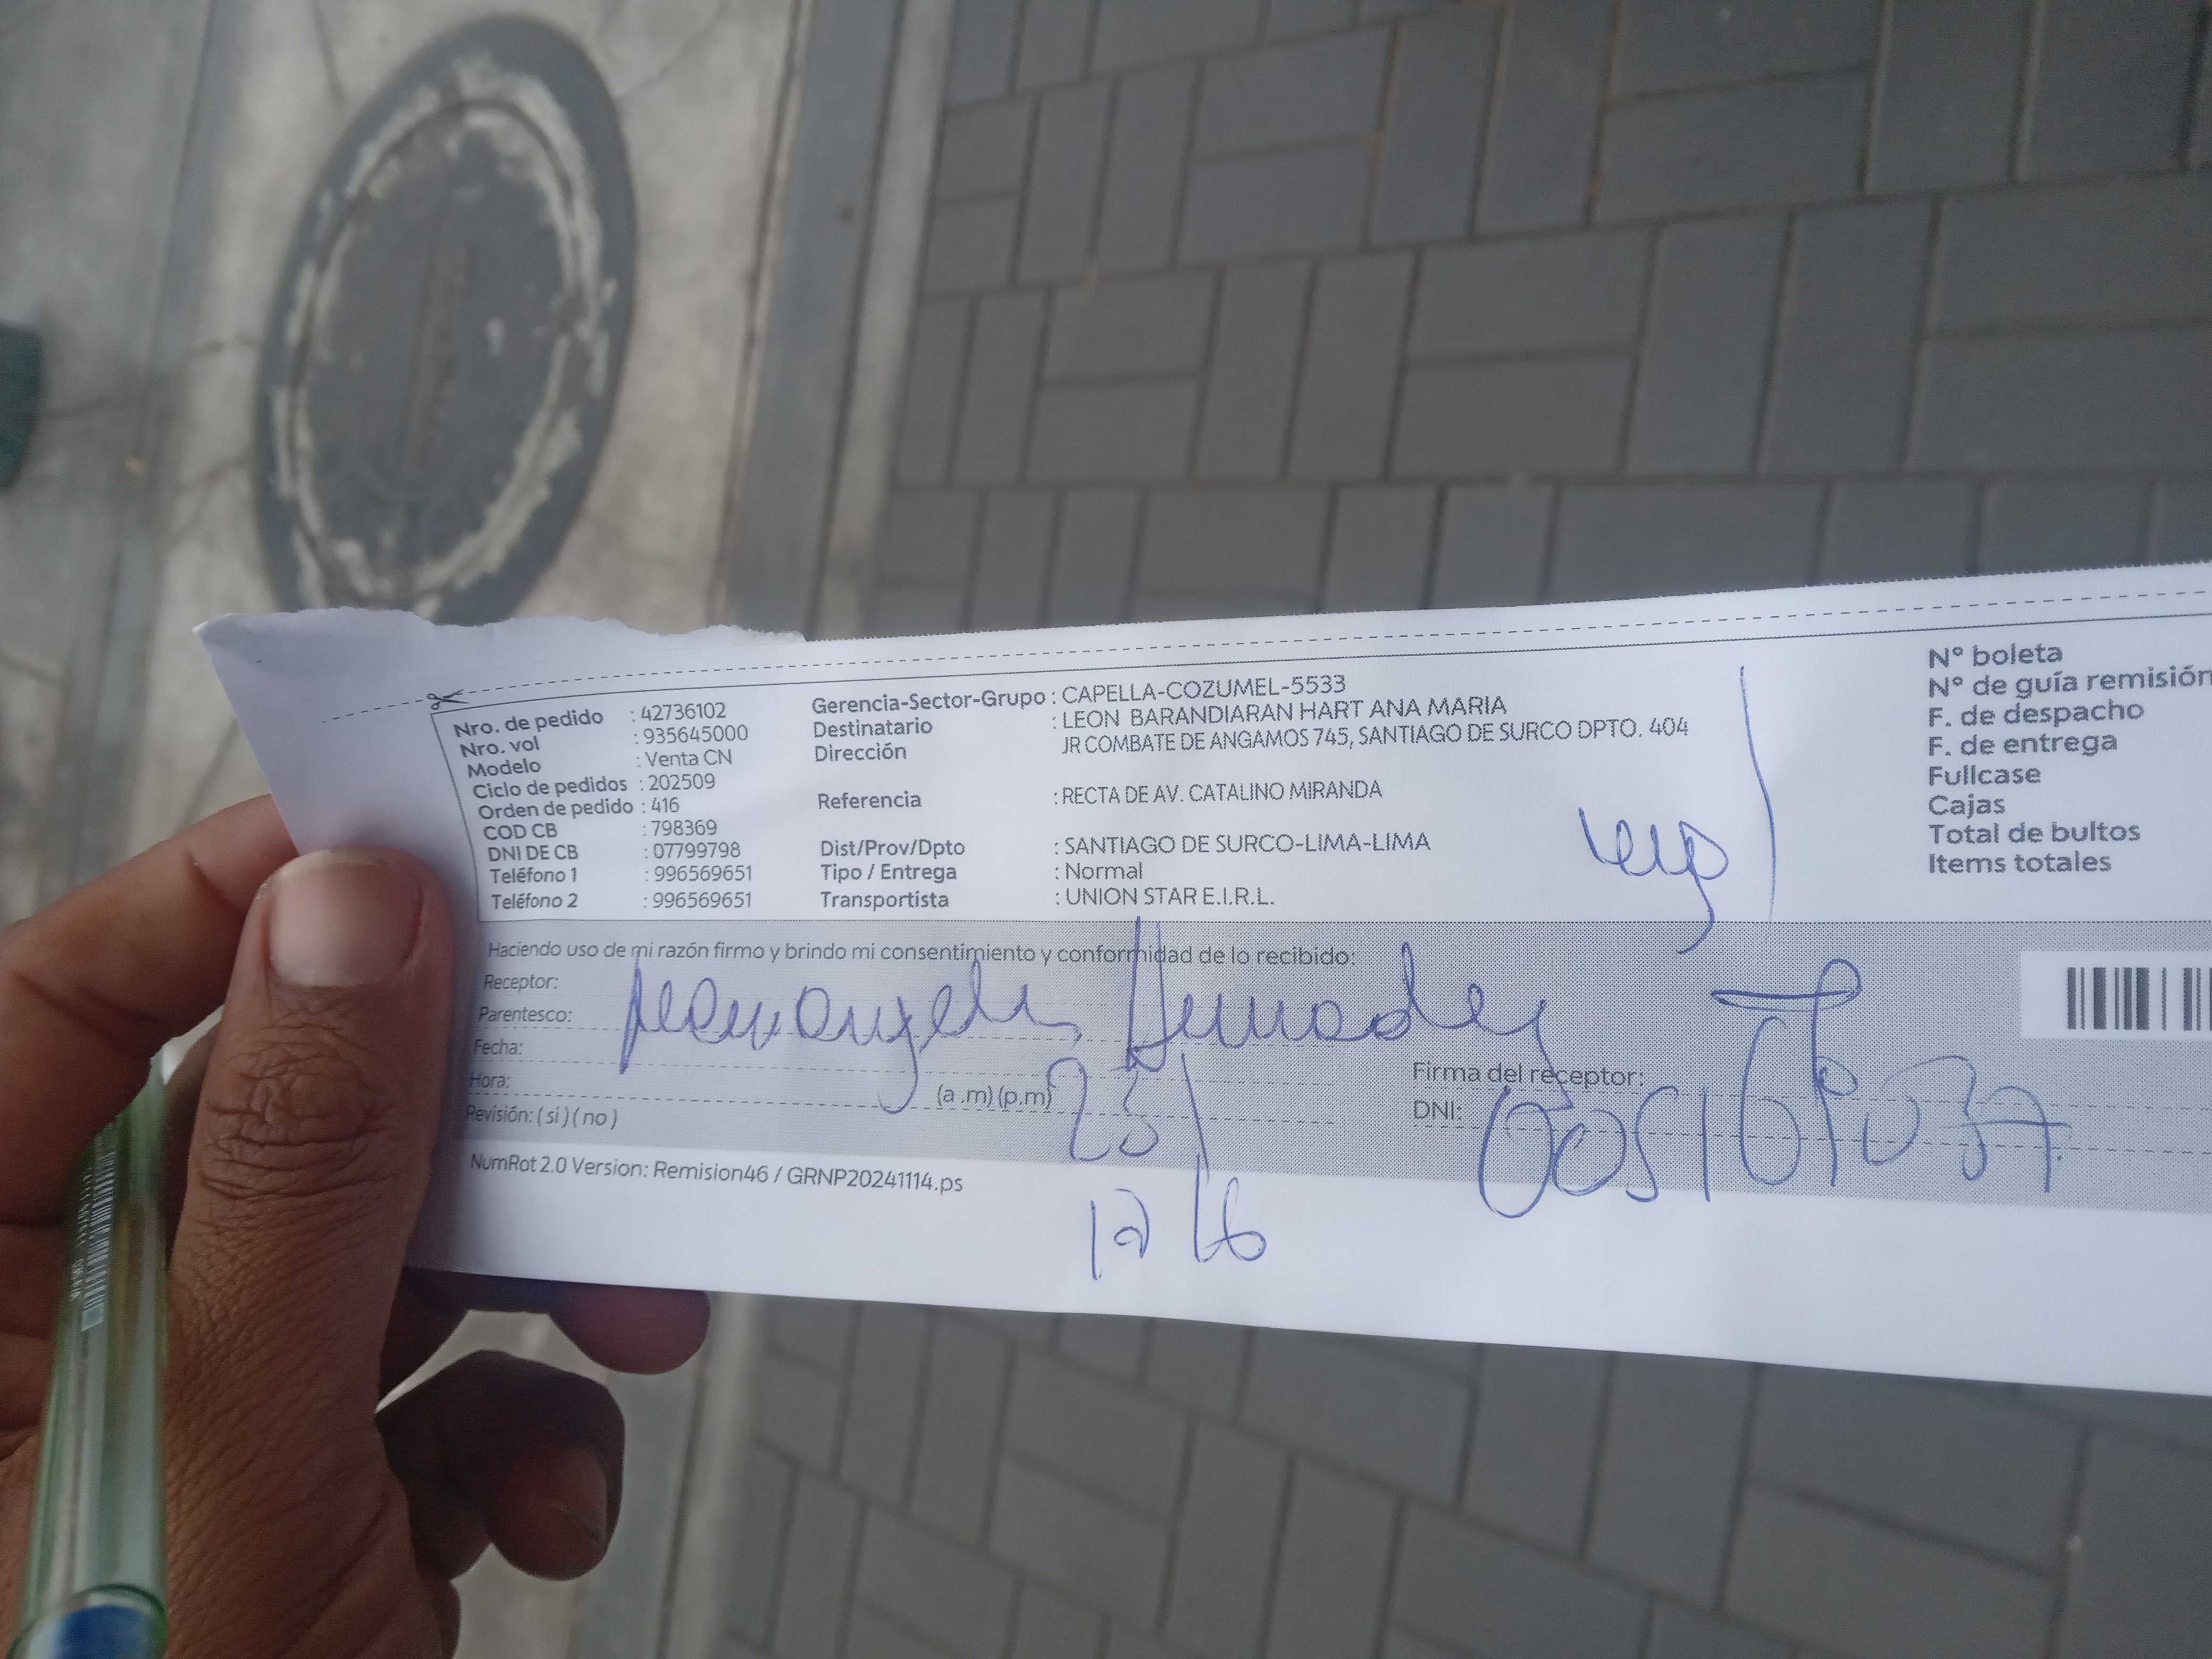 Nro. de pedido : 42736102
Nro. vol : 935645000
Modelo : Venta CN
Ciclo de pedidos : 202509
Orden de pedido : 416
COD CB : 798369
DNI DE CB : 07799798
Teléfono 1 : 996569651
Teléfono 2 : 996569651
Gerencia-Sector-Grupo : CAPELLA-COZUMEL-5533
Destinatario : LEON BARANDIARAN HART ANA MARIA
Dirección JR COMBATE DE ANGAMOS 745, SANTIAGO DE SURCO DPTO. 404
Referencia : RECTA DE AV. CATALINO MIRANDA
Dist/Prov/Dpto : SANTIAGO DE SURCO-LIMA-LIMA
Tipo / Entrega : Normal
Transportista : UNION STAR E.I.R.L.
N° boleta
N° de guía remisión
F. de despacho
F. de entrega
Fullcase
Cajas
Total de bultos
Items totales
Haciendo uso de mi razón firmo y brindo mi consentimiento y conformidad de lo recibido:
Receptor:
Parentesco:
Fecha:
Hora: (a .m) (p.m)
Revisión: ( si ) ( no )
Firma del receptor:
DNI:
NumRot 2.0 Version: Remision46 / GRNP20241114.ps